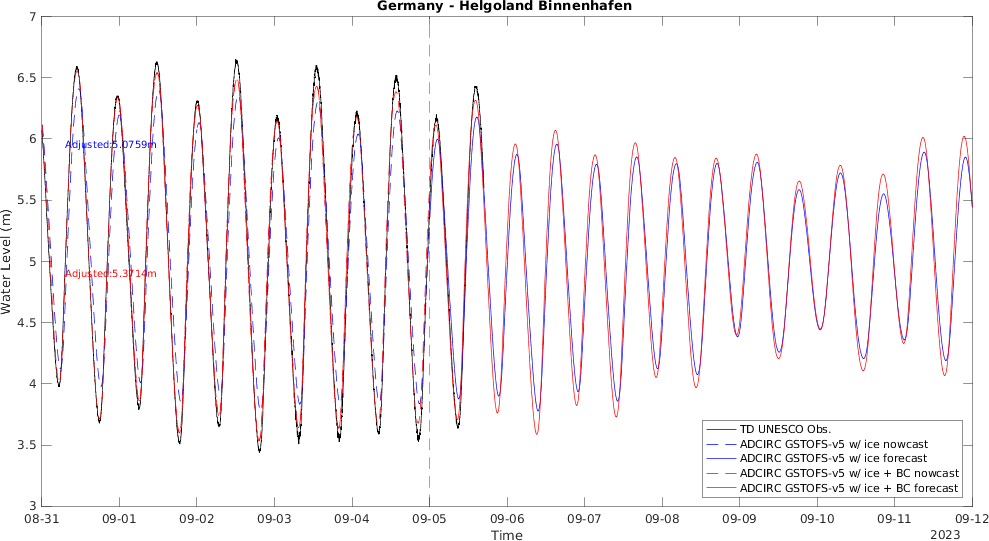 Germany - Helgoland Binnenhafen
7
6.5
6
5.5
5
4.5
4
3.5
3
Water Level (m)
Adjusted:5.0759m
Adjusted:5.3714m
TD UNESCO Obs.
ADCIRC GSTOFS-v5 w/ ice nowcast
ADCIRC GSTOFS-v5 w/ ice forecast
ADCIRC GSTOFS-v5 w/ ice + BC nowcast
ADCIRC GSTOFS-v5 w/ ice + BC forecast
08-31 09-01 09-02 09-03 09-04 09-05 09-06 09-07 09-08 09-09 09-10 09-11 09-12
Time
2023